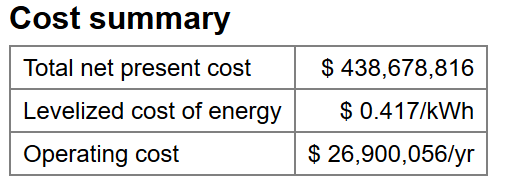 Cost summary
Total net present cost $ 438,678,816
Levelized cost of energy $ 0.417/kWh
Operating cost $ 26,900,056/yr